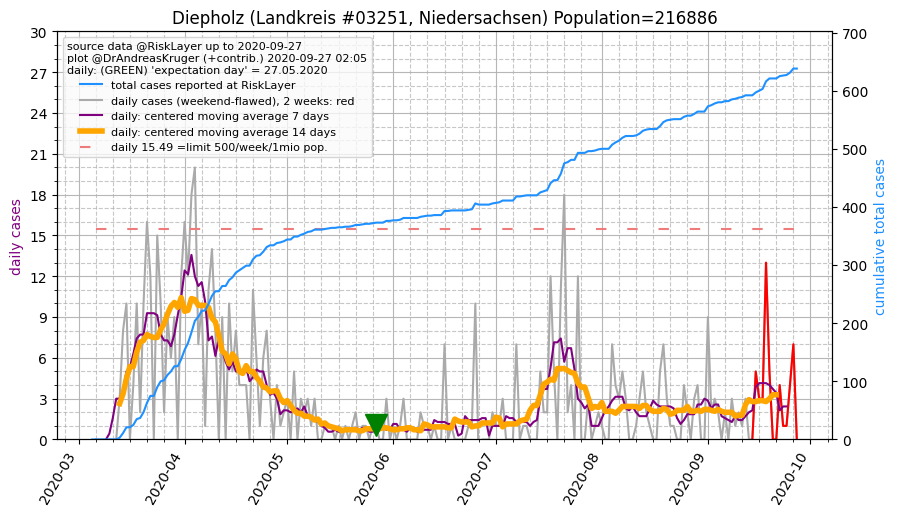 Diepholz (Landkreis #03251, Niedersachsen) Population=216886
source data @RiskLayer up to 2020-09-27
plot @DrAndreasKruger (+contrib.) 2020-09-27 02:05
daily: (GREEN) 'expectation day' = 27.05.2020
total cases reported at RiskLayer
daily cases (weekend-flawed), 2 weeks: red
daily: centered moving average 7 days
daily: centered moving average 14 days
daily 15.49 =limit 500/week/1mio pop.
daily cases
30
27
24
21
18
15
12
9
6
3
0
cumulative total cases
700
600
500
400
300
200
100
0
2020-03
2020-04
2020-05
2020-06
2020-07
2020-08
2020-09
2020-10